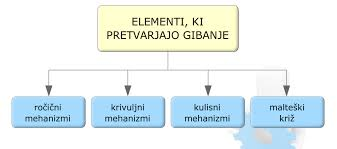 ELEMENTI, KI
PRETVARJAJO GIBANJE
ročični
mehanizmi
krivuljni
mehanizmi
kulisni
mehanizmi
malteški
križ